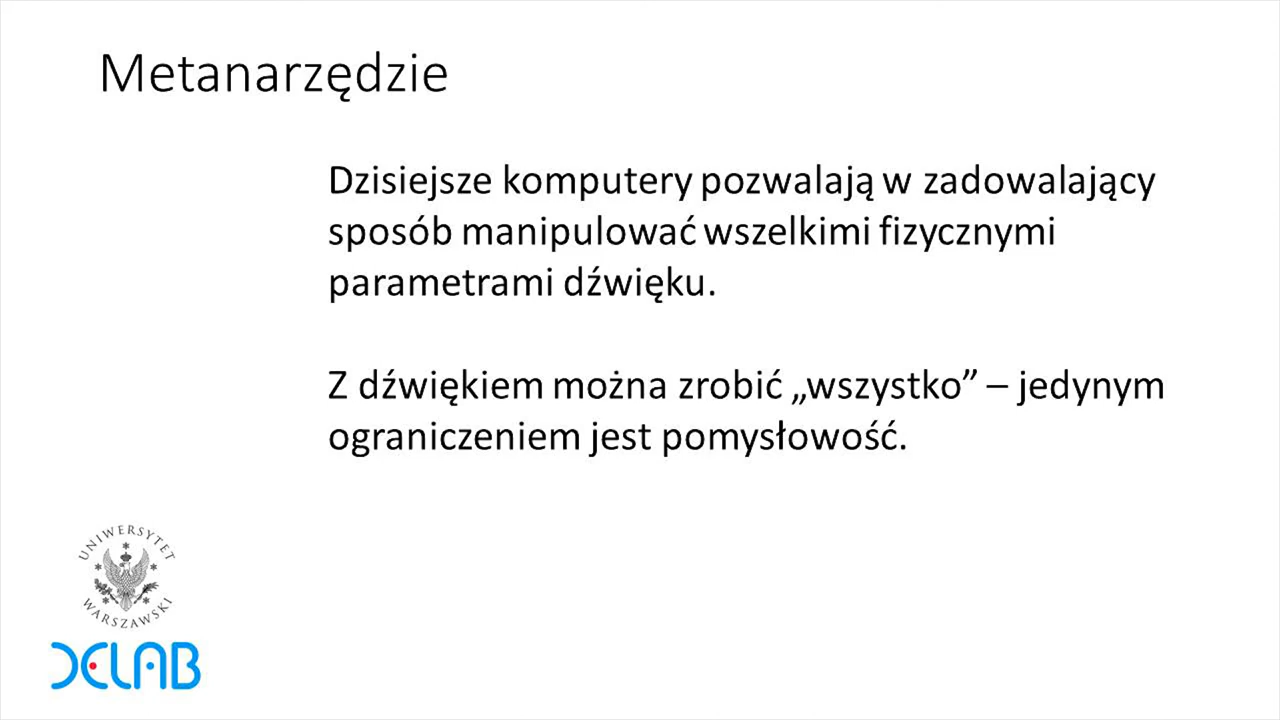 Metanarzędzie
Dzisiejsze komputery pozwalają w zadowalający
sposób manipulować wszelkimi fizycznymi
parametrami dźwięku.
Z dźwiękiem można zrobić „wszystko” – jedynym
ograniczeniem jest pomysłowość.
UNIWERSYTET
WARSZAWSKI
DELAB